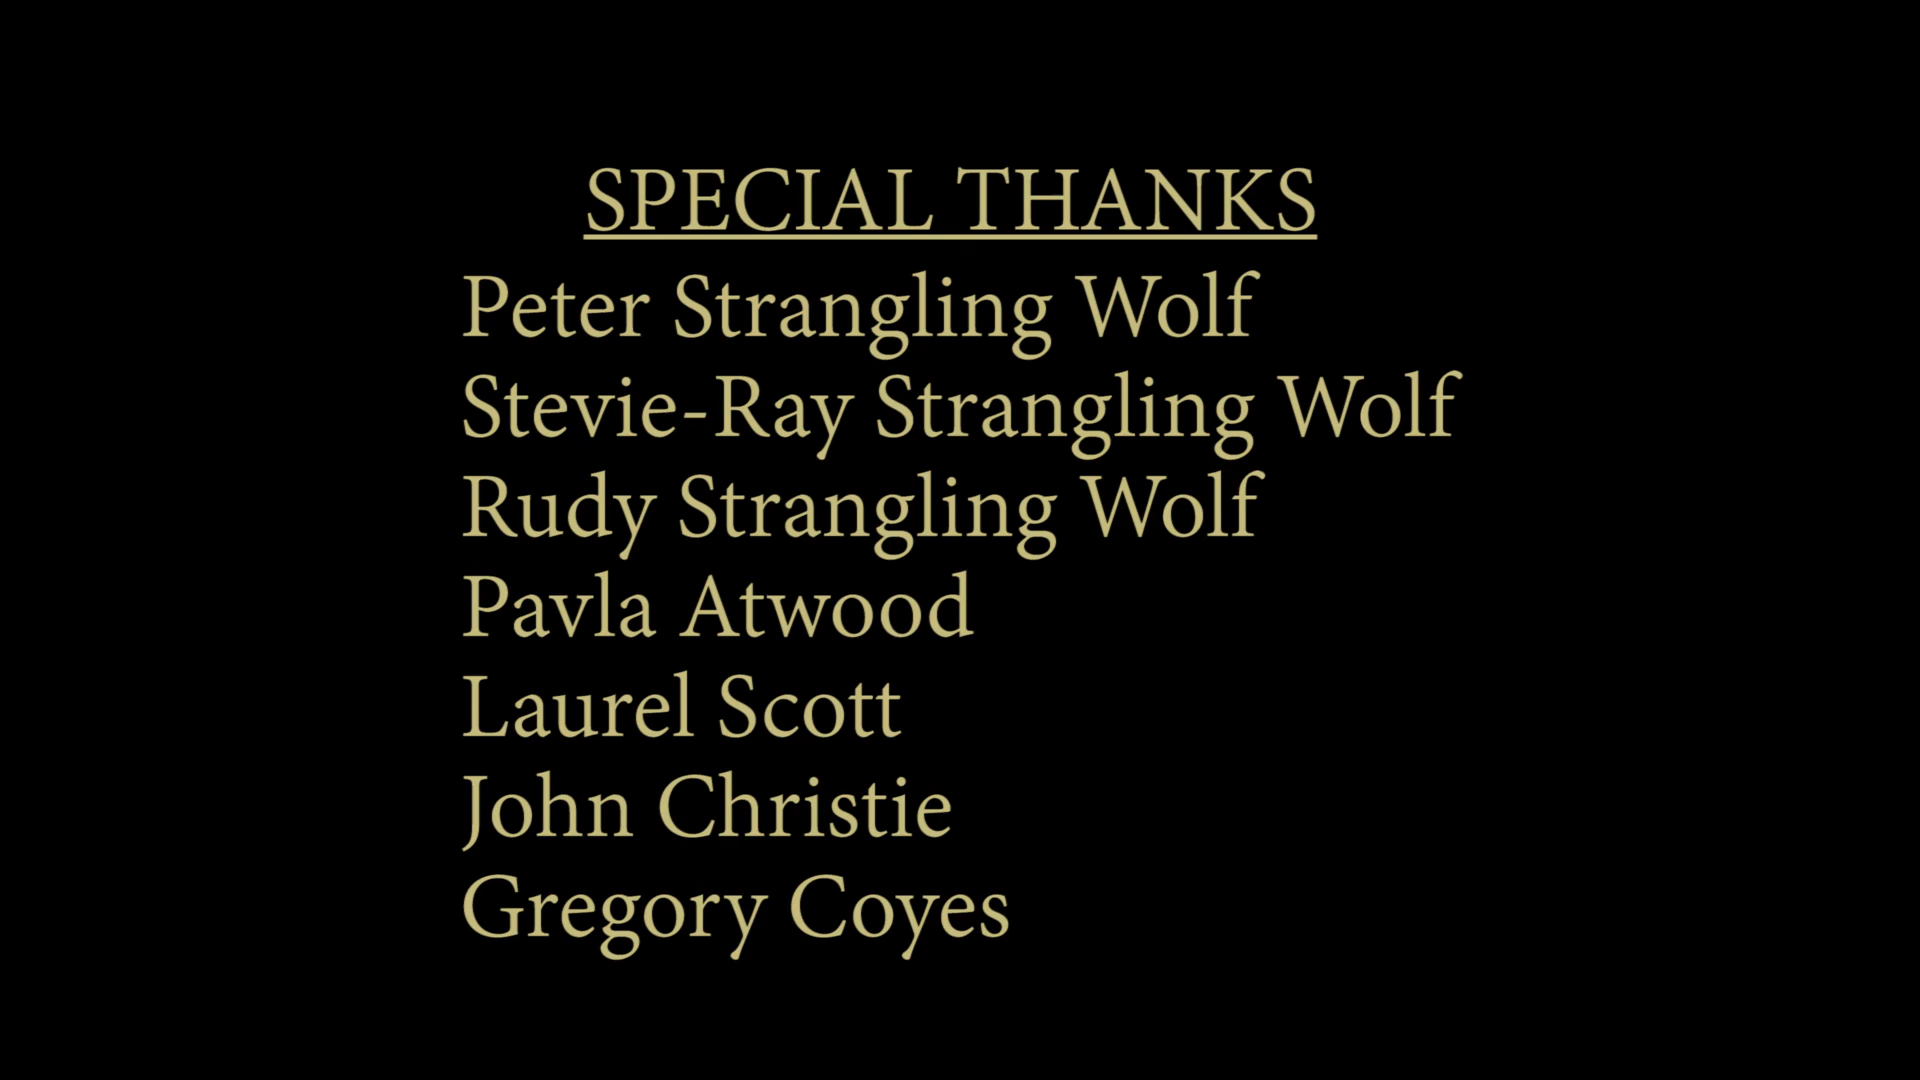 SPECIAL THANKS
Peter Strangling Wolf
Stevie-Ray Strangling Wolf
Rudy Strangling Wolf
Pavla Atwood
Laurel Scott
John Christie
Gregory Coyes